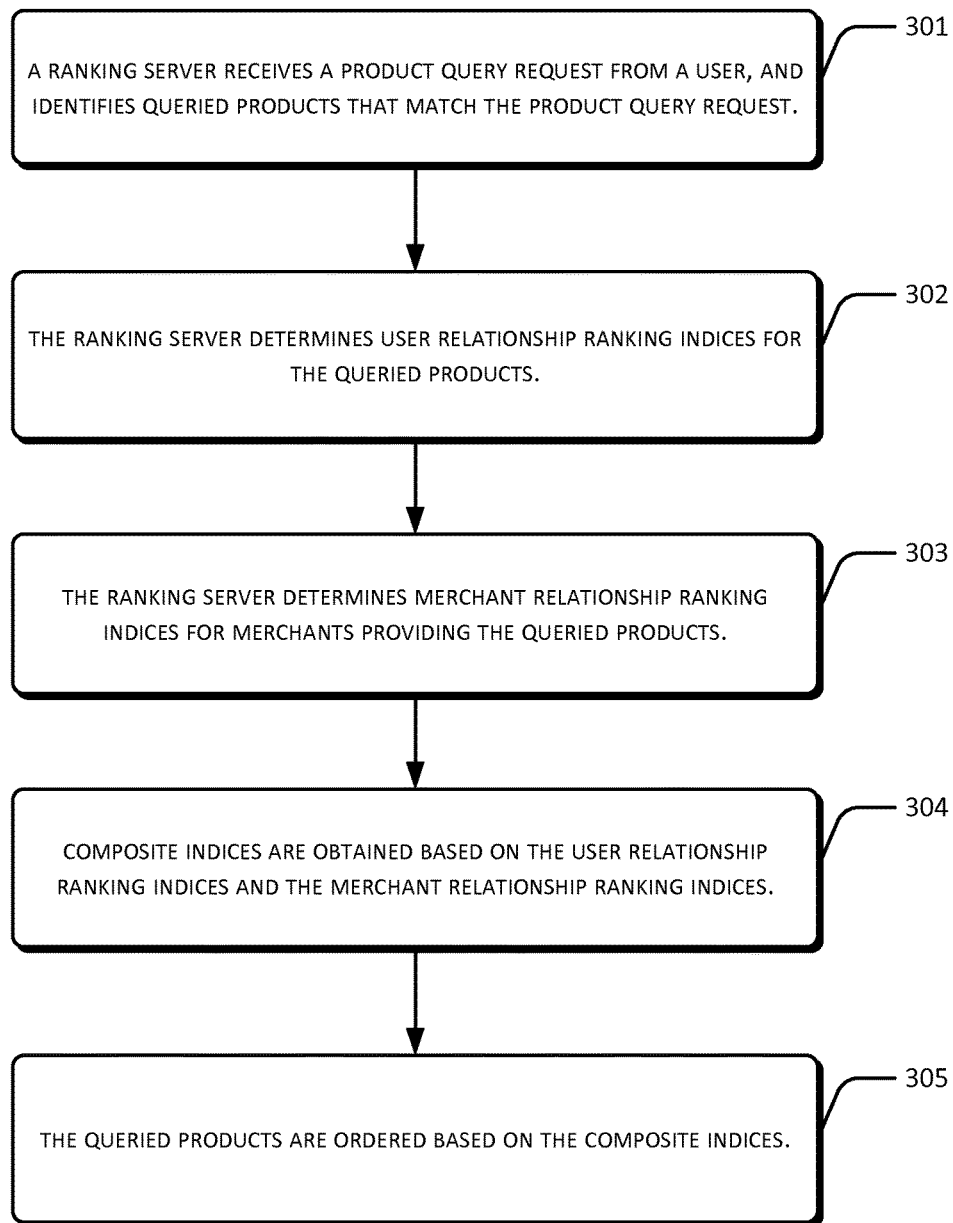 301
A RANKING SERVER RECEIVES A PRODUCT QUERY REQUEST FROM A USER, AND
IDENTIFIES QUERIED PRODUCTS THAT MATCH THE PRODUCT QUERY REQUEST.
302
THE RANKING SERVER DETERMINES USER RELATIONSHIP RANKING INDICES FOR
THE QUERIED PRODUCTS.
303
THE RANKING SERVER DETERMINES MERCHANT RELATIONSHIP RANKING
INDICES FOR MERCHANTS PROVIDING THE QUERIED PRODUCTS.
304
COMPOSITE INDICES ARE OBTAINED BASED ON THE USER RELATIONSHIP
RANKING INDICES AND THE MERCHANT RELATIONSHIP RANKING INDICES.
305
THE QUERIED PRODUCTS ARE ORDERED BASED ON THE COMPOSITE INDICES.